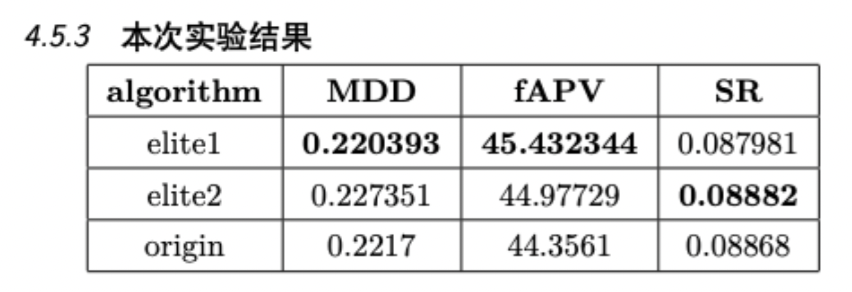 4.5.3 本次实验结果
algorithm MDD fAPV SR
elite1 0.220393 45.432344 0.087981
elite2 0.227351 44.97729 0.08882
origin 0.2217 44.3561 0.08868